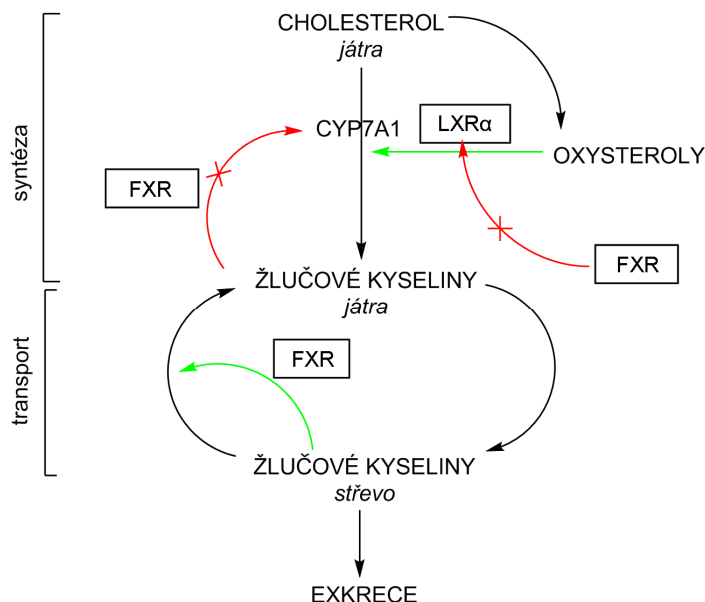 CHOLESTEROL
játra
syntéza
CYP7A1
LXRα
OXYSTEROLY
FXR
FXR
ŽLUČOVÉ KYSELINY
játra
transport
FXR
ŽLUČOVÉ KYSELINY
střevo
EXKRECE